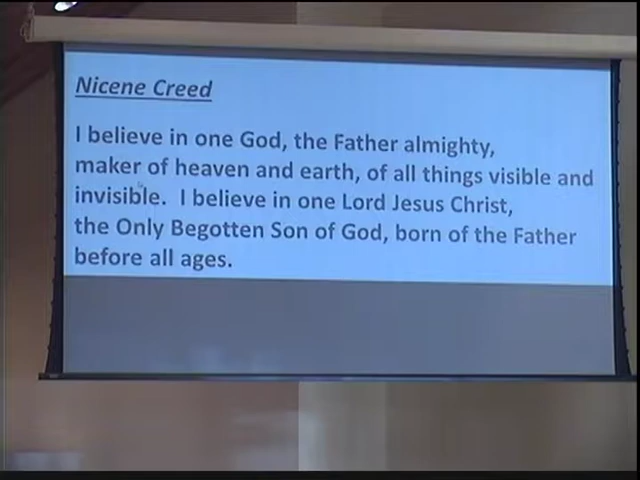 Nicene Creed
I believe in one God, the Father almighty,
maker of heaven and earth, of all things visible and
invisible. I believe in one Lord Jesus Christ,
the Only Begotten Son of God, born of the Father
before all ages.